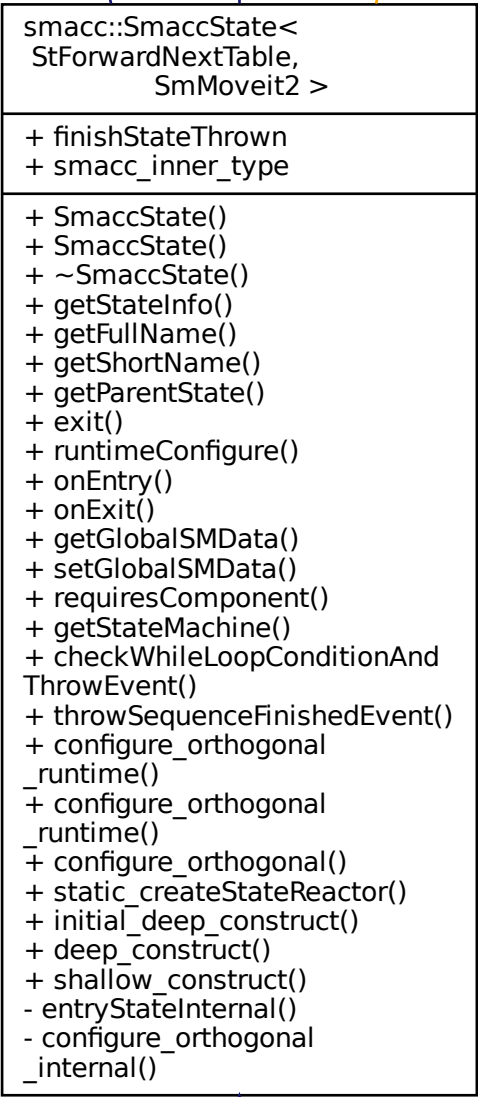 smacc::SmaccState<
StForwardNextTable,
SmMoveit2 >
+ finishStateThrown
+ smacc_inner_type
+ SmaccState()
+ SmaccState()
+ ~SmaccState()
+ getStateInfo()
+ getFullName()
+ getShortName()
+ getParentState()
+ exit()
+ runtimeConfigure()
+ onEntry()
+ onExit()
+ getGlobalSMData()
+ setGlobalSMData()
+ requiresComponent()
+ getStateMachine()
+ checkWhileLoopConditionAnd
ThrowEvent()
+ throwSequenceFinishedEvent()
+ configure_orthogonal
_runtime()
+ configure_orthogonal
_runtime()
+ configure_orthogonal()
+ static_createStateReactor()
+ initial_deep_construct()
+ deep_construct()
+ shallow_construct()
- entryStateInternal()
- configure_orthogonal
_internal()